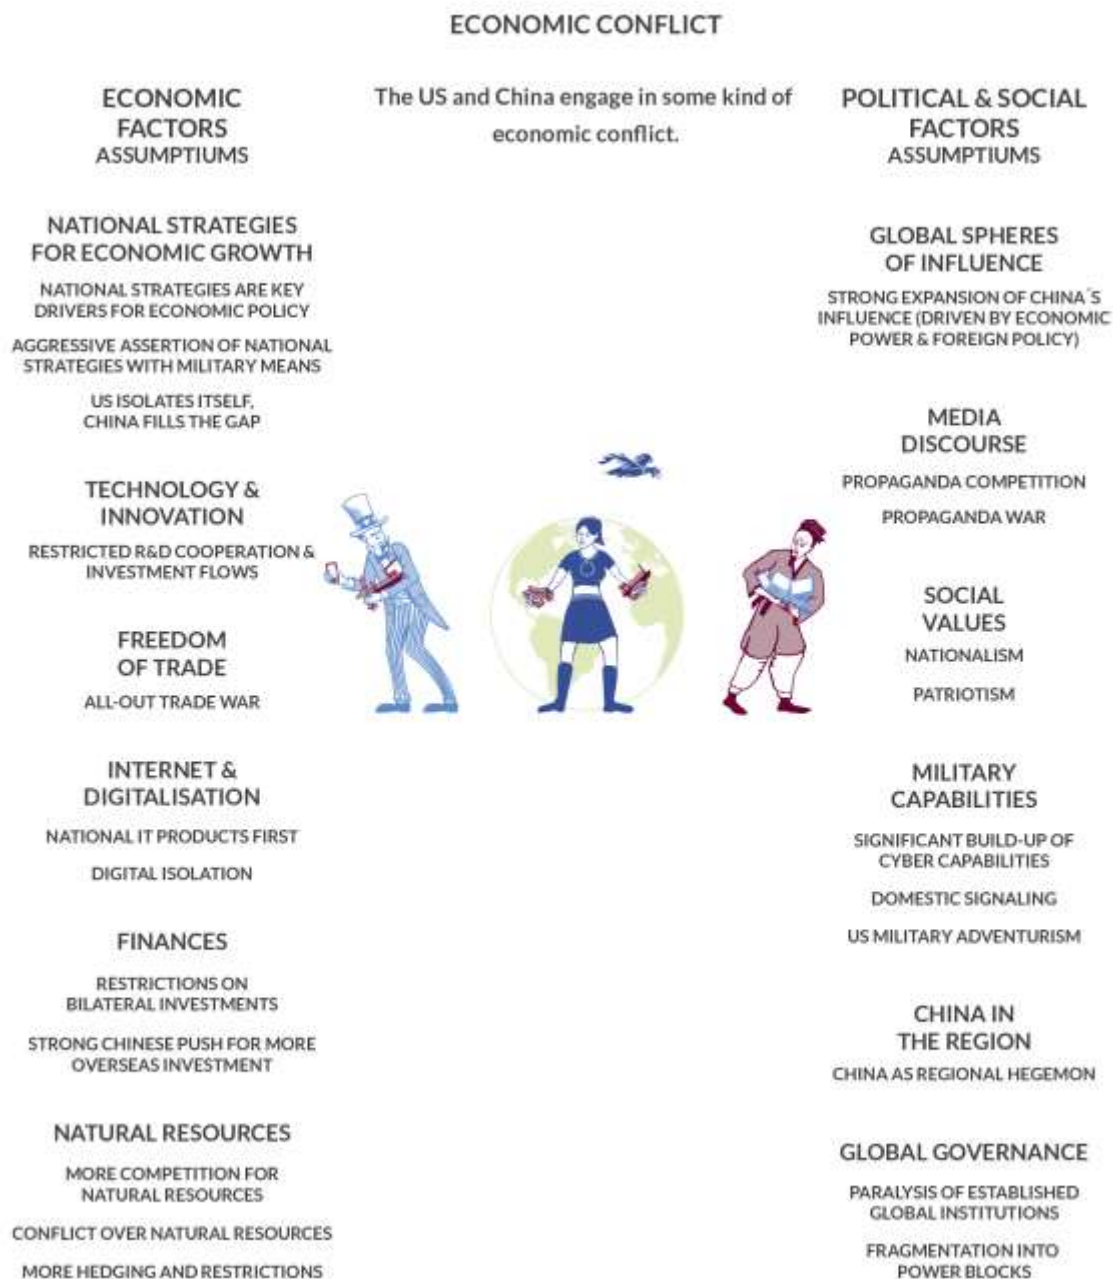 ECONOMIC CONFLICT
The US and China engage in some kind of
economic conflict.
ECONOMIC
FACTORS
ASSUMPTIUMS
NATIONAL STRATEGIES
FOR ECONOMIC GROWTH
NATIONAL STRATEGIES ARE KEY
DRIVERS FOR ECONOMIC POLICY
AGGRESSIVE ASSERTION OF NATIONAL
STRATEGIES WITH MILITARY MEANS
US ISOLATES ITSELF,
CHINA FILLS THE GAP
TECHNOLOGY &
INNOVATION
RESTRICTED R&D COOPERATION &
INVESTMENT FLOWS
FREEDOM
OF TRADE
ALL-OUT TRADE WAR
INTERNET &
DIGITALISATION
NATIONAL IT PRODUCTS FIRST
DIGITAL ISOLATION
FINANCES
RESTRICTIONS ON
BILATERAL INVESTMENTS
STRONG CHINESE PUSH FOR MORE
OVERSEAS INVESTMENT
NATURAL RESOURCES
MORE COMPETITION FOR
NATURAL RESOURCES
CONFLICT OVER NATURAL RESOURCES
MORE HEDGING AND RESTRICTIONS
POLITICAL & SOCIAL
FACTORS
ASSUMPTIUMS
GLOBAL SPHERES
OF INFLUENCE
STRONG EXPANSION OF CHINA´S
INFLUENCE (DRIVEN BY ECONOMIC
POWER & FOREIGN POLICY)
MEDIA
DISCOURSE
PROPAGANDA COMPETITION
PROPAGANDA WAR
SOCIAL
VALUES
NATIONALISM
PATRIOTISM
MILITARY
CAPABILITIES
SIGNIFICANT BUILD-UP OF
CYBER CAPABILITIES
DOMESTIC SIGNALING
US MILITARY ADVENTURISM
CHINA IN
THE REGION
CHINA AS REGIONAL HEGEMON
GLOBAL GOVERNANCE
PARALYSIS OF ESTABLISHED
GLOBAL INSTITUTIONS
FRAGMENTATION INTO
POWER BLOCKS